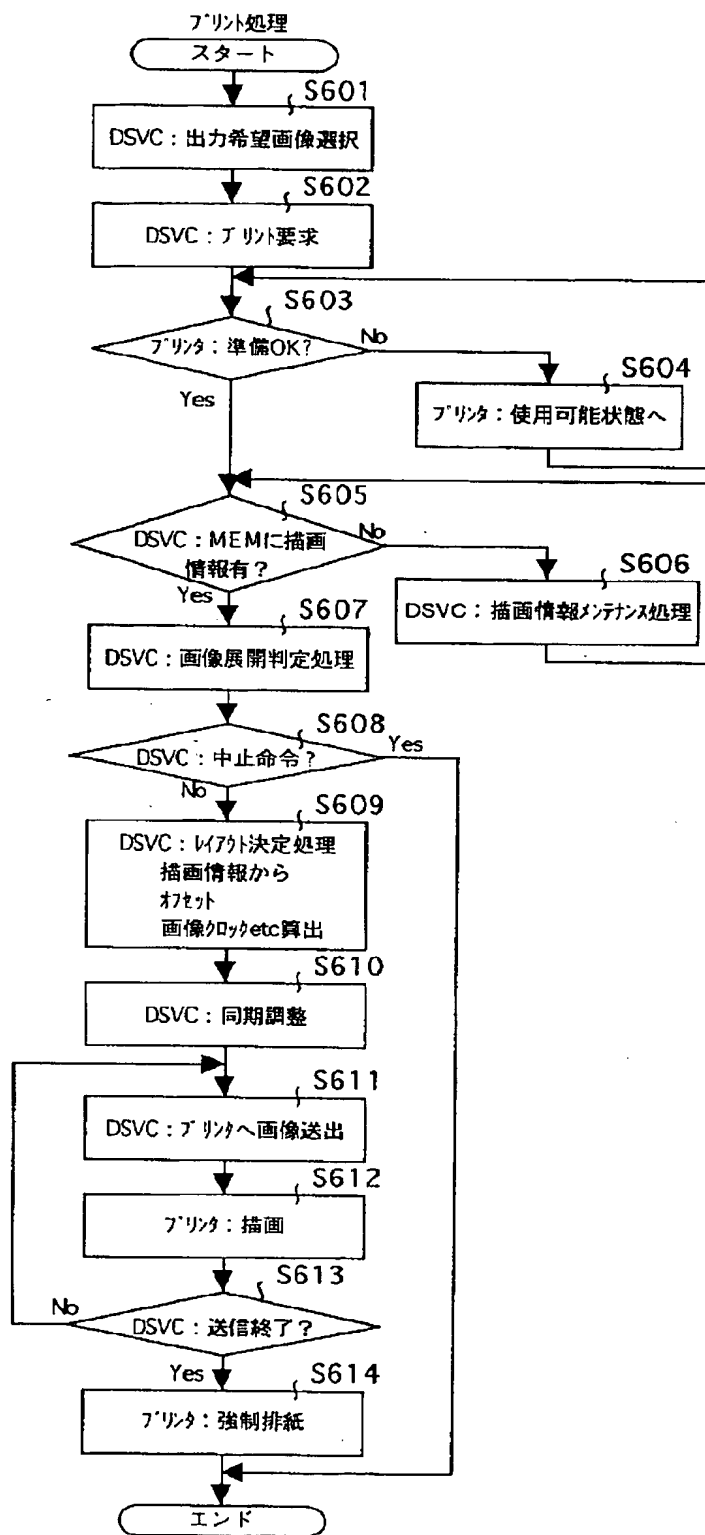 プリント処理
スタート
S601
DSVC:出力希望画像選択
S602
DSVC:プリント要求
S603
プリンタ:準備OK?
No
Yes
S604
プリンタ:使用可能状態へ
S605
DSVC:MEMに描画
情報有?
No
Yes
S606
DSVC:描画情報メンテナンス処理
S607
DSVC:画像展開判定処理
S608
DSVC:中止命令?
Yes
No
S609
DSVC:レイアウト決定処理
描画情報から
オフセット
画像クロックetc算出
S610
DSVC:同期調整
S611
DSVC:プリンタへ画像送出
S612
プリンタ:描画
S613
No
DSVC:送信終了?
Yes
S614
プリンタ:強制排紙
エンド